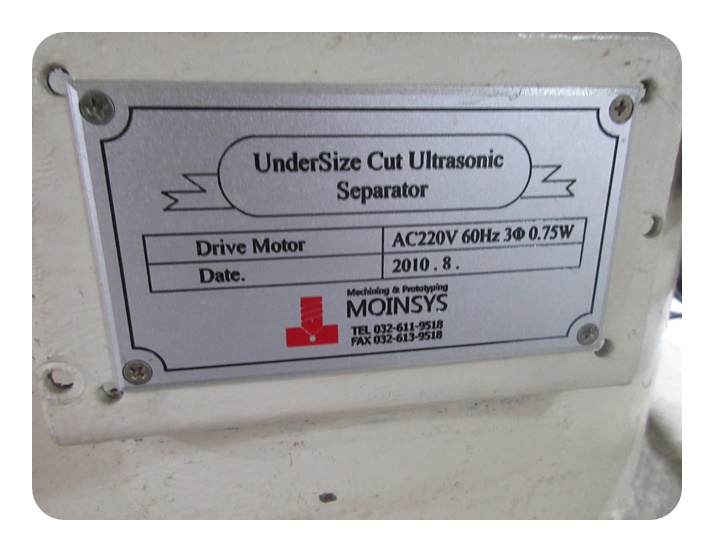 UnderSize Cut Ultrasonic
Separator
Drive Motor AC220V 60Hz 3Φ 0.75W
Date. 2010 . 8 .
Mechining & Prototyping
MOINSYS
TEL 032-611-9518
FAX 032-613-9518